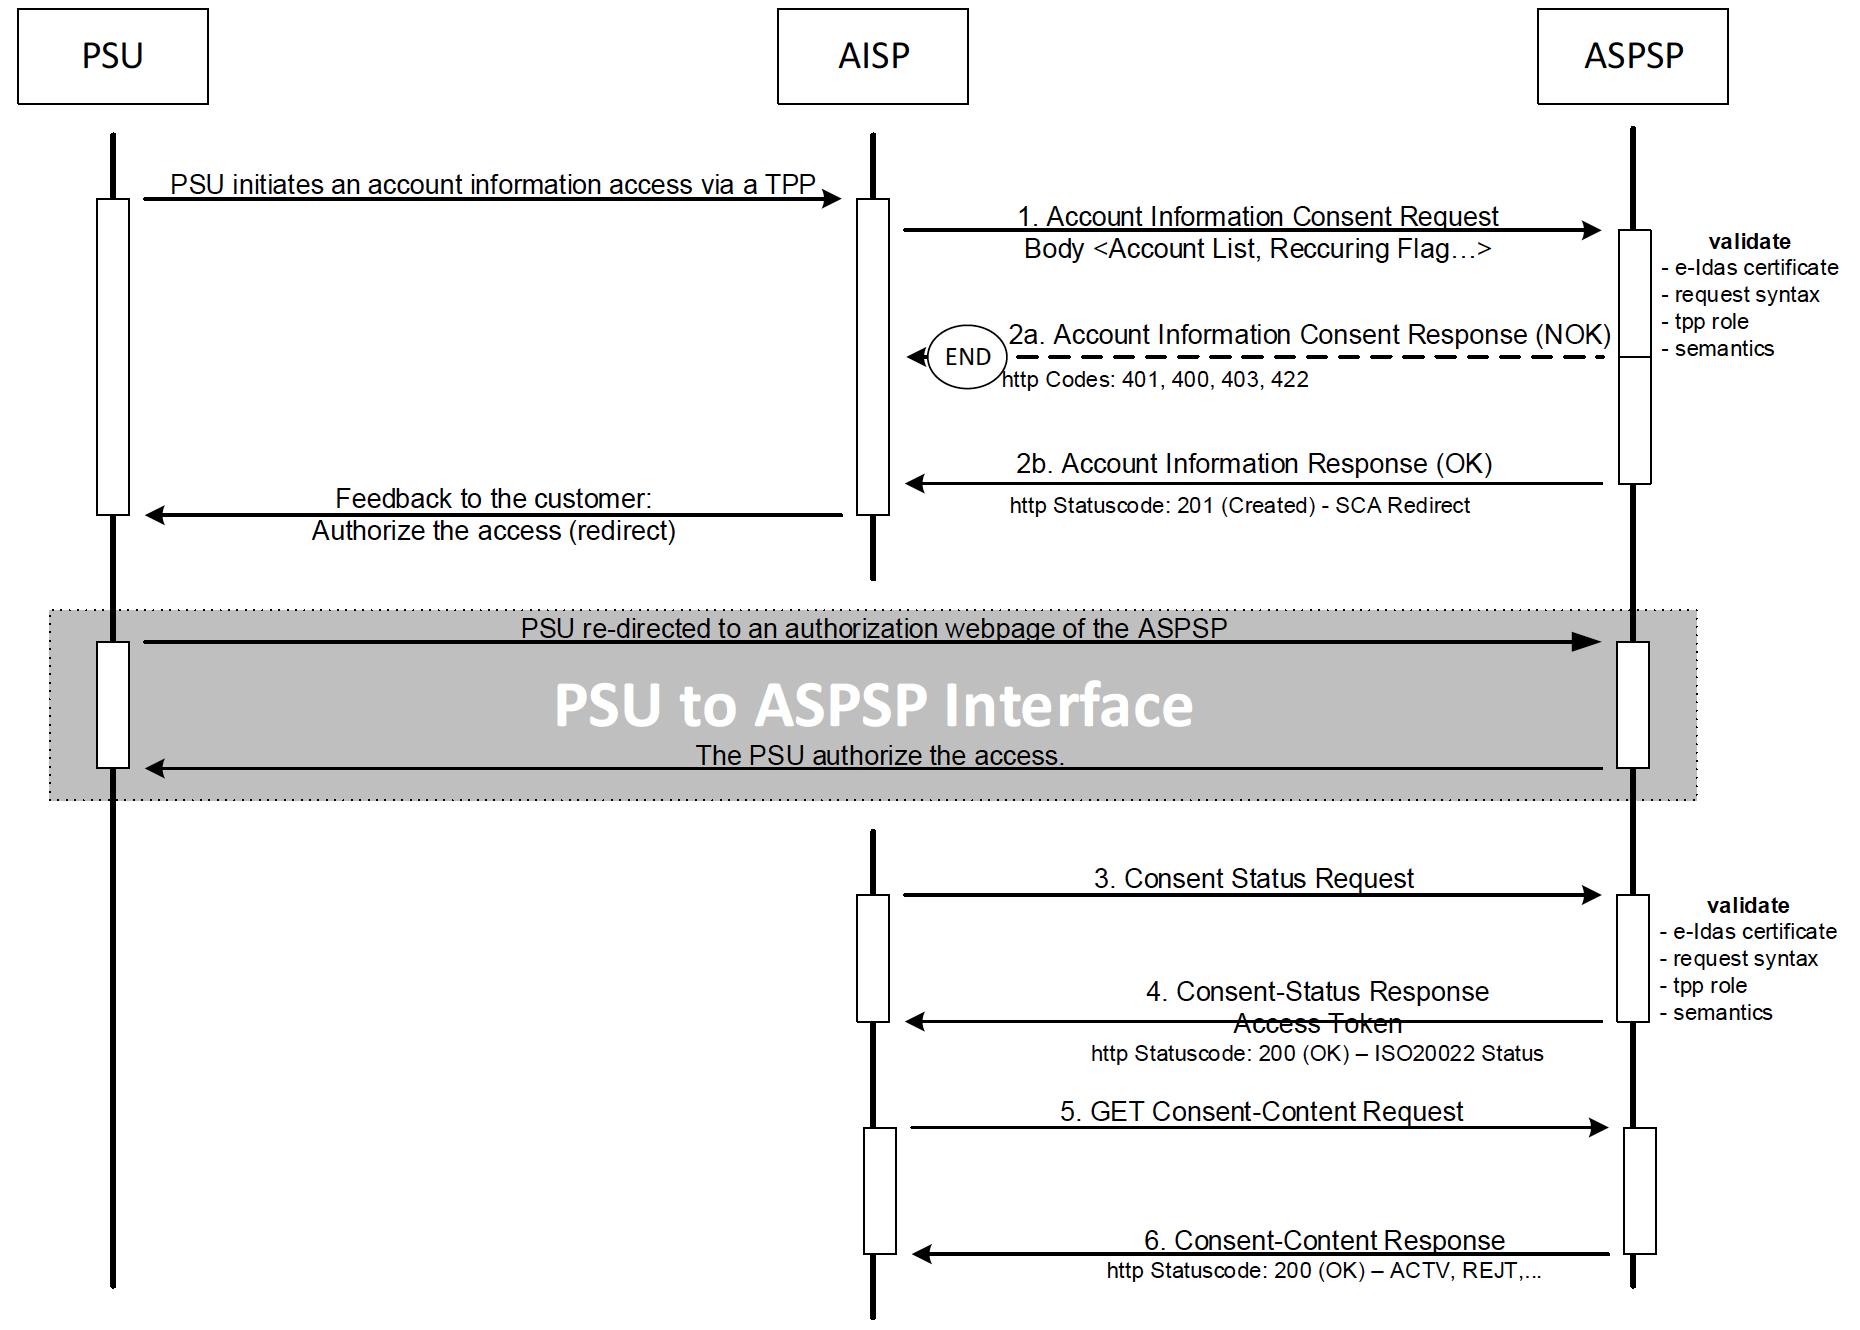 PSU
AISP
ASPSP
PSU initiates an account information access via a TPP
1. Account Information Consent Request
Body <Account List, Reccuring Flag…>
validate
- e-Idas certificate
- request syntax
- tpp role
- semantics
2a. Account Information Consent Response (NOK)
END
http Codes: 401, 400, 403, 422
2b. Account Information Response (OK)
http Statuscode: 201 (Created) - SCA Redirect
Feedback to the customer:
Authorize the access (redirect)
PSU re-directed to an authorization webpage of the ASPSP
PSU to ASPSP Interface
The PSU authorize the access.
3. Consent Status Request
validate
- e-Idas certificate
- request syntax
- tpp role
- semantics
4. Consent-Status Response
Access Token
http Statuscode: 200 (OK) – ISO20022 Status
5. GET Consent-Content Request
6. Consent-Content Response
http Statuscode: 200 (OK) – ACTV, REJT,...